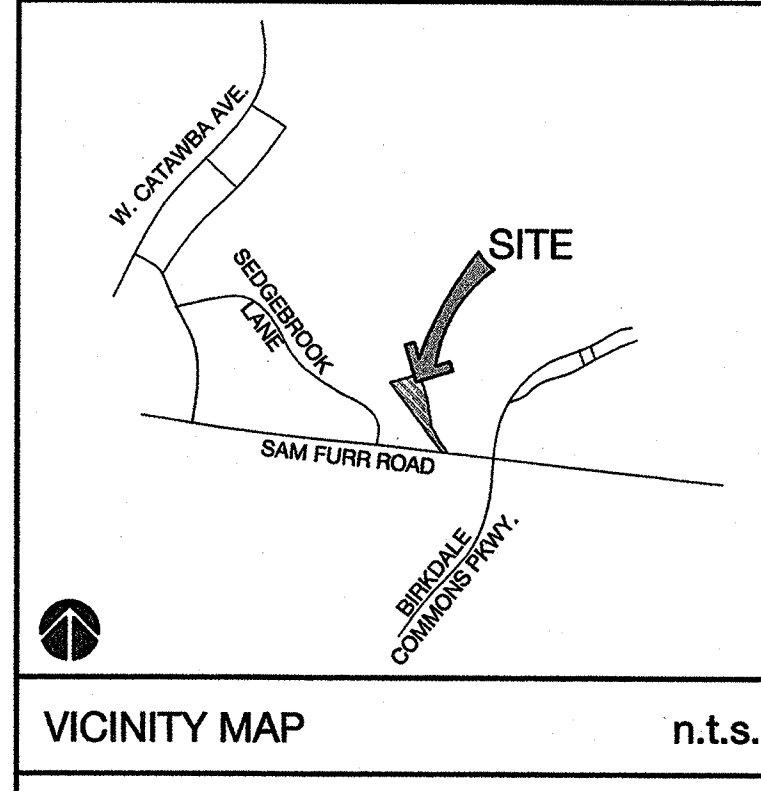 W. CATAWBA AVE.
SITE
SEDGEBROOK
LANE
SAM FURR ROAD
BIRKDALE
COMMONS PKWY.
VICINITY MAP n.t.s.